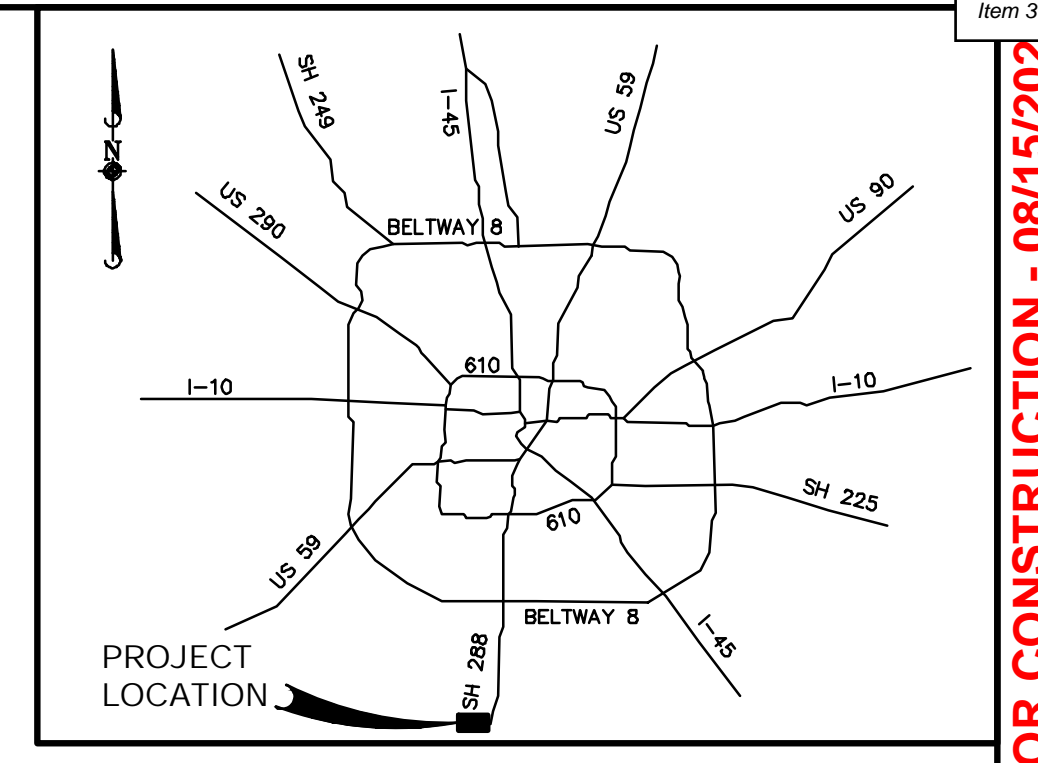 Item 3
SH 249
I-45
US 59
US 290
US 90
N
BELTWAY 8
610
I-10
I-10
SH 225
610
US 59
BELTWAY 8
I-45
SH 288
PROJECT
LOCATION
OR CONSTRUCTION - 08/15/202